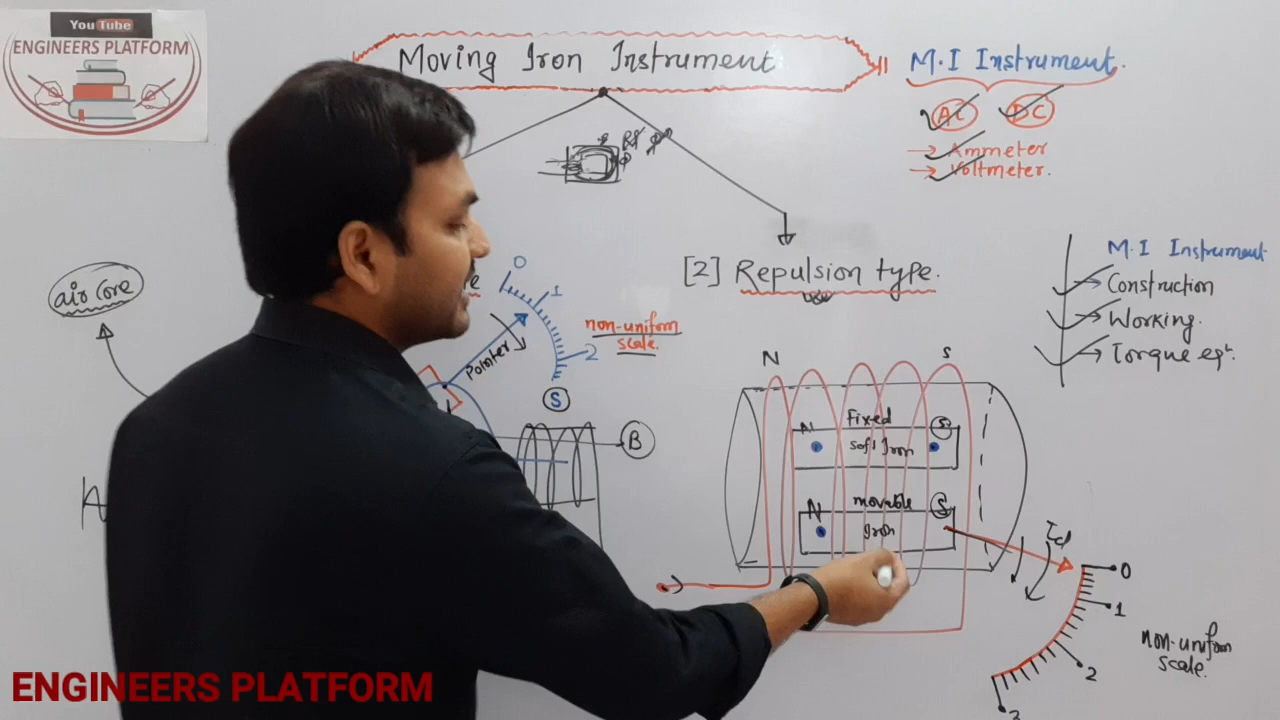 YouTube
ENGINEERS PLATFORM
Moving Iron Instrument
M.I Instrument.
AC DC
→ Ammeter
→ Voltmeter.
[2] Repulsion type.
M.I Instrument
→ Construction
→ Working.
→ Torque eqn.
air core
0
1
2
S
Pointer
non-uniform
scale.
B
N S
N fixed S
soft Iron
N movable S
Iron
Td
0
1
2
3
non-uniform
scale.
ENGINEERS PLATFORM